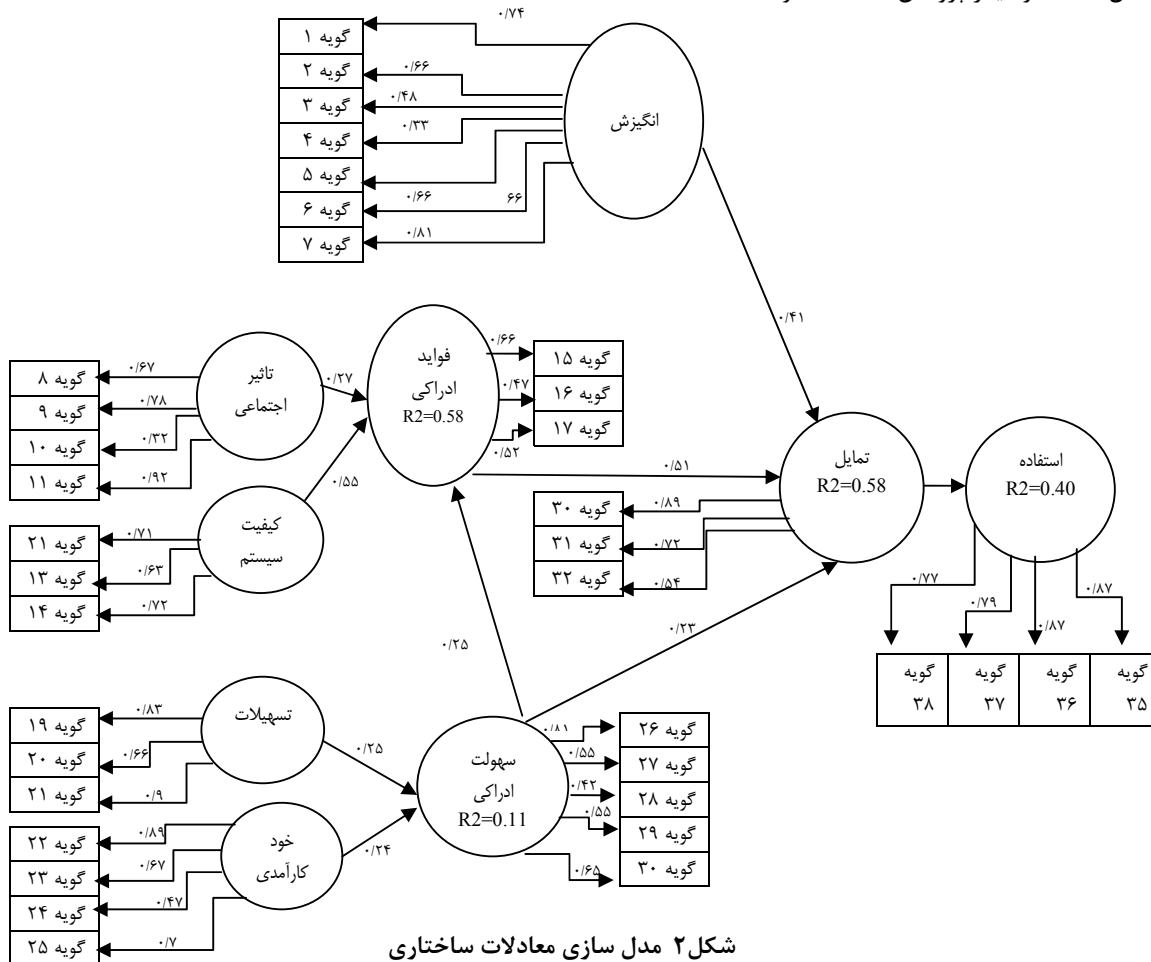 ۰/۷۴
گویه ۱
گویه ۲
گویه ۳
گویه ۴
گویه ۵
گویه ۶
گویه ۷
۰/۶۶
۰/۴۸
۰/۳۳
۰/۶۶
۶۶
۰/۸۱
انگیزش
۰/۴۱
گویه ۸
گویه ۹
گویه ۱۰
گویه ۱۱
۰/۶۷
۰/۷۸
۰/۳۲
۰/۹۲
تاثیر
اجتماعی
۰/۲۷
فواید
ادراکی
R2=0.58
۰/۶۶
۰/۴۷
۰/۵۲
گویه ۱۵
گویه ۱۶
گویه ۱۷
۰/۵۵
گویه ۲۱
گویه ۱۳
گویه ۱۴
۰/۷۱
۰/۶۳
۰/۷۲
کیفیت
سیستم
۰/۵۱
تمایل
R2=0.58
استفاده
R2=0.40
گویه ۳۰
گویه ۳۱
گویه ۳۲
۰/۸۹
۰/۷۲
۰/۵۴
۰/۷۷
۰/۷۹
۰/۸۷
۰/۸۷
گویه
۳۸
گویه
۳۷
گویه
۳۶
گویه
۳۵
۰/۲۵
۰/۲۳
گویه ۱۹
گویه ۲۰
گویه ۲۱
۰/۸۳
۰/۶۶
۰/۹
تسهیلات
۰/۲۵
سهولت
ادراکی
R2=0.11
۰/۸۱
۰/۵۵
۰/۴۲
۰/۵۵
۰/۶۵
گویه ۲۶
گویه ۲۷
گویه ۲۸
گویه ۲۹
گویه ۳۰
گویه ۲۲
گویه ۲۳
گویه ۲۴
گویه ۲۵
۰/۸۹
۰/۶۷
۰/۴۷
۰/۷
خود
کارآمدی
۰/۲۴
شکل۲ مدل سازی معادلات ساختاری